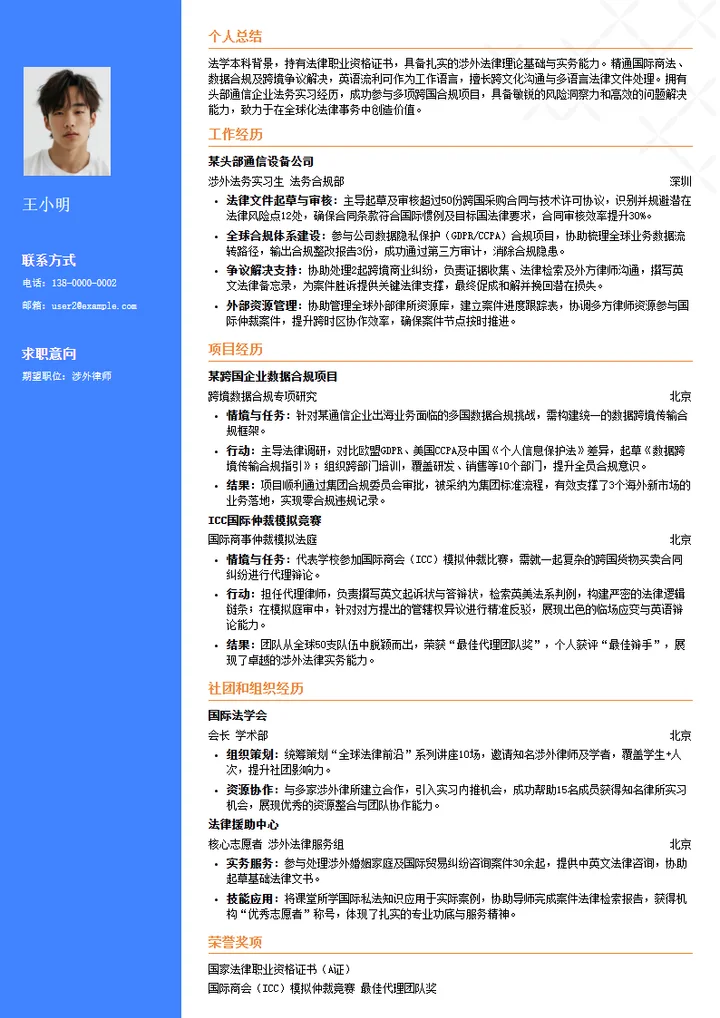 王小明
联系方式
电话：138-0000-0002
邮箱：user2@example.com
求职意向
期望职位：涉外律师
个人总结
法学本科背景，持有法律职业资格证书，具备扎实的涉外法律理论基础与实务能力。精通国际商法、
数据合规及跨境争议解决，英语流利可作为工作语言，擅长跨文化沟通与多语言法律文件处理。拥有
头部通信企业法务实习经历，成功参与多项跨国合规项目，具备敏锐的风险洞察力和高效的问题解决
能力，致力于在全球化法律事务中创造价值。
工作经历
某头部通信设备公司
涉外法务实习生 法务合规部 深圳
• 法律文件起草与审核：主导起草及审核超过50份跨国采购合同与技术许可协议，识别并规避潜在
法律风险点12处，确保合同条款符合国际惯例及目标国法律要求，合同审核效率提升30%。
• 全球合规体系建设：参与公司数据隐私保护（GDPR/CCPA）合规项目，协助梳理全球业务数据流
转路径，输出合规整改报告3份，成功通过第三方审计，消除合规隐患。
• 争议解决支持：协助处理2起跨境商业纠纷，负责证据收集、法律检索及外方律师沟通，撰写英
文法律备忘录，为案件胜诉提供关键法律支撑，最终促成和解并挽回潜在损失。
• 外部资源管理：协助管理全球外部律所资源库，建立案件进度跟踪表，协调多方律师资源参与国
际仲裁案件，提升跨时区协作效率，确保案件节点按时推进。
项目经历
某跨国企业数据合规项目
跨境数据合规专项研究 北京
• 情境与任务：针对某通信企业出海业务面临的多国数据合规挑战，需构建统一的数据跨境传输合
规框架。
• 行动：主导法律调研，对比欧盟GDPR、美国CCPA及中国《个人信息保护法》差异，起草《数据跨
境传输合规指引》；组织跨部门培训，覆盖研发、销售等10个部门，提升全员合规意识。
• 结果：项目顺利通过集团合规委员会审批，被采纳为集团标准流程，有效支撑了3个海外新市场的
业务落地，实现零合规违规记录。
ICC国际仲裁模拟竞赛
国际商事仲裁模拟法庭 北京
• 情境与任务：代表学校参加国际商会（ICC）模拟仲裁比赛，需就一起复杂的跨国货物买卖合同
纠纷进行代理辩论。
• 行动：担任代理律师，负责撰写英文起诉状与答辩状，检索英美法系判例，构建严密的法律逻辑
链条；在模拟庭审中，针对对方提出的管辖权异议进行精准反驳，展现出色的临场应变与英语辩
论能力。
• 结果：团队从全球50支队伍中脱颖而出，荣获“最佳代理团队奖”，个人获评“最佳辩手”，展
现了卓越的涉外法律实务能力。
社团和组织经历
国际法学会
会长 学术部 北京
• 组织策划：统筹策划“全球法律前沿”系列讲座10场，邀请知名涉外律师及学者，覆盖学生+人
次，提升社团影响力。
• 资源协作：与多家涉外律所建立合作，引入实习内推机会，成功帮助15名成员获得知名律所实习
机会，展现优秀的资源整合与团队协作能力。
法律援助中心
核心志愿者 涉外法律服务组 北京
• 实务服务：参与处理涉外婚姻家庭及国际贸易纠纷咨询案件30余起，提供中英文法律咨询，协助
起草基础法律文书。
• 技能应用：将课堂所学国际私法知识应用于实际案例，协助导师完成案件法律检索报告，获得机
构“优秀志愿者”称号，体现了扎实的专业功底与服务精神。
荣誉奖项
国家法律职业资格证书（A证）
国际商会（ICC）模拟仲裁竞赛 最佳代理团队奖